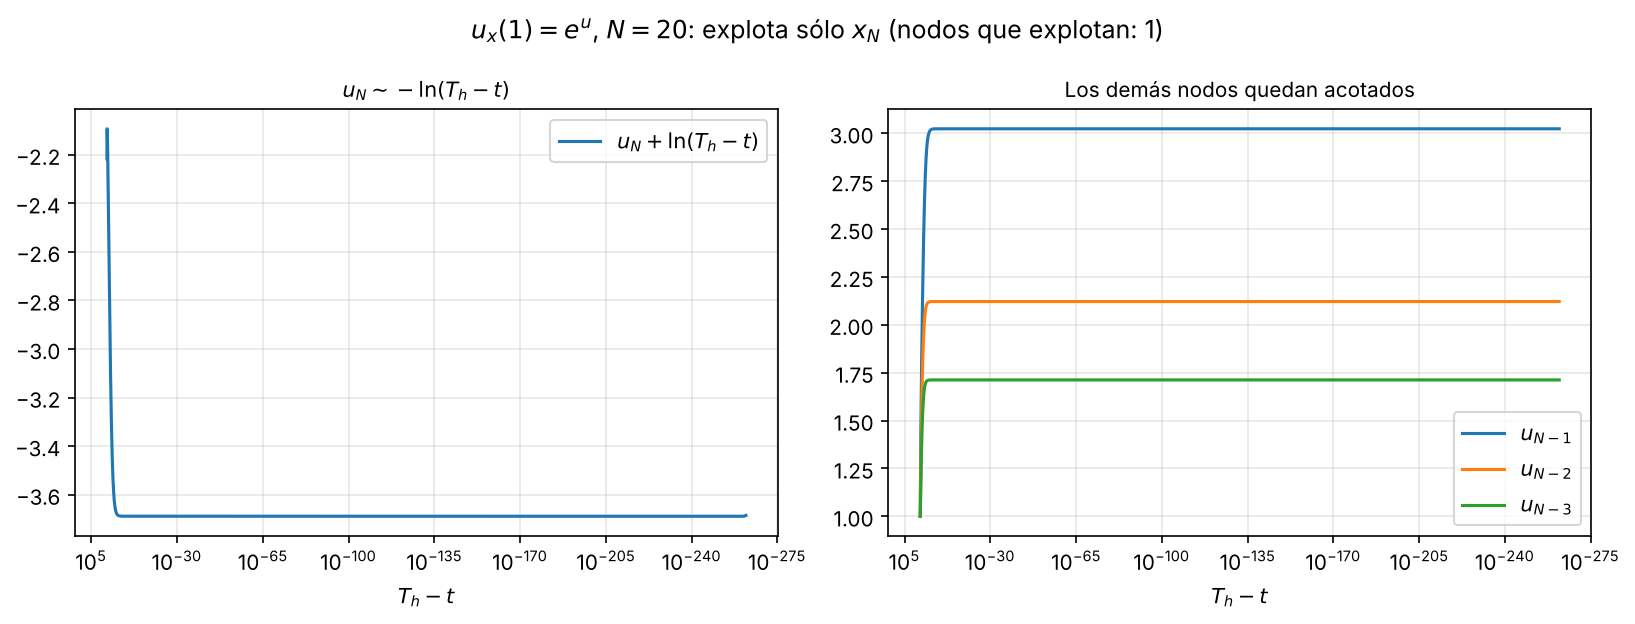 u_x(1) = e^u, N = 20: explota sólo x_N (nodos que explotan: 1)
u_N ∼ − ln(T_h − t)
u_N + ln(T_h − t)
−2.2
−2.4
−2.6
−2.8
−3.0
−3.2
−3.4
−3.6
10^5 10^−30 10^−65 10^−100 10^−135 10^−170 10^−205 10^−240 10^−275
T_h − t
Los demás nodos quedan acotados
3.00
2.75
2.50
2.25
2.00
1.75
1.50
1.25
1.00
u_{N−1}
u_{N−2}
u_{N−3}
10^5 10^−30 10^−65 10^−100 10^−135 10^−170 10^−205 10^−240 10^−275
T_h − t